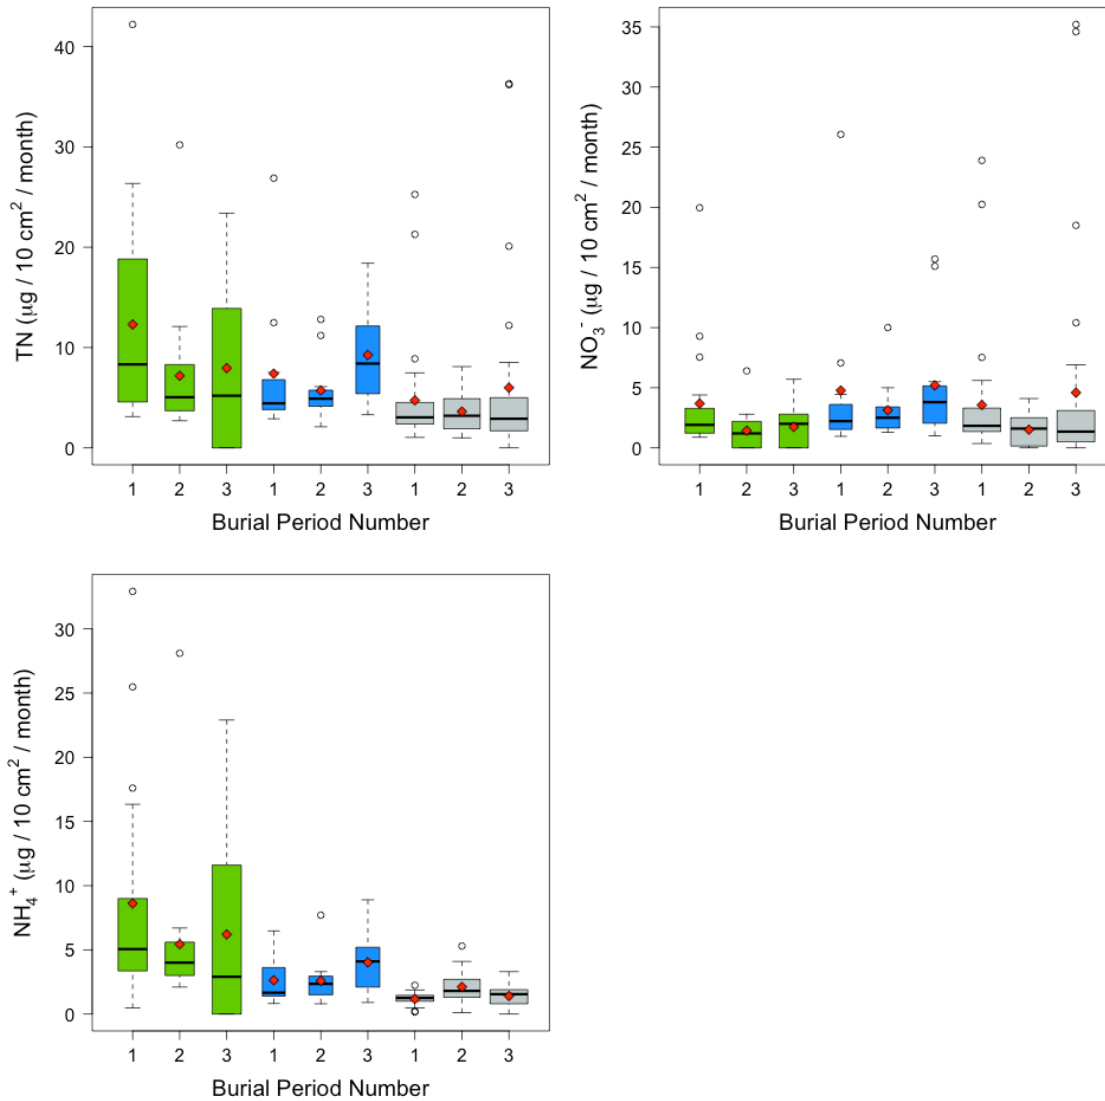 TN (μg / 10 cm² / month)
40
30
20
10
0
1 2 3 1 2 3 1 2 3
Burial Period Number
NO₃⁻ (μg / 10 cm² / month)
35
30
25
20
15
10
5
0
1 2 3 1 2 3 1 2 3
Burial Period Number
NH₄⁺ (μg / 10 cm² / month)
30
25
20
15
10
5
0
1 2 3 1 2 3 1 2 3
Burial Period Number